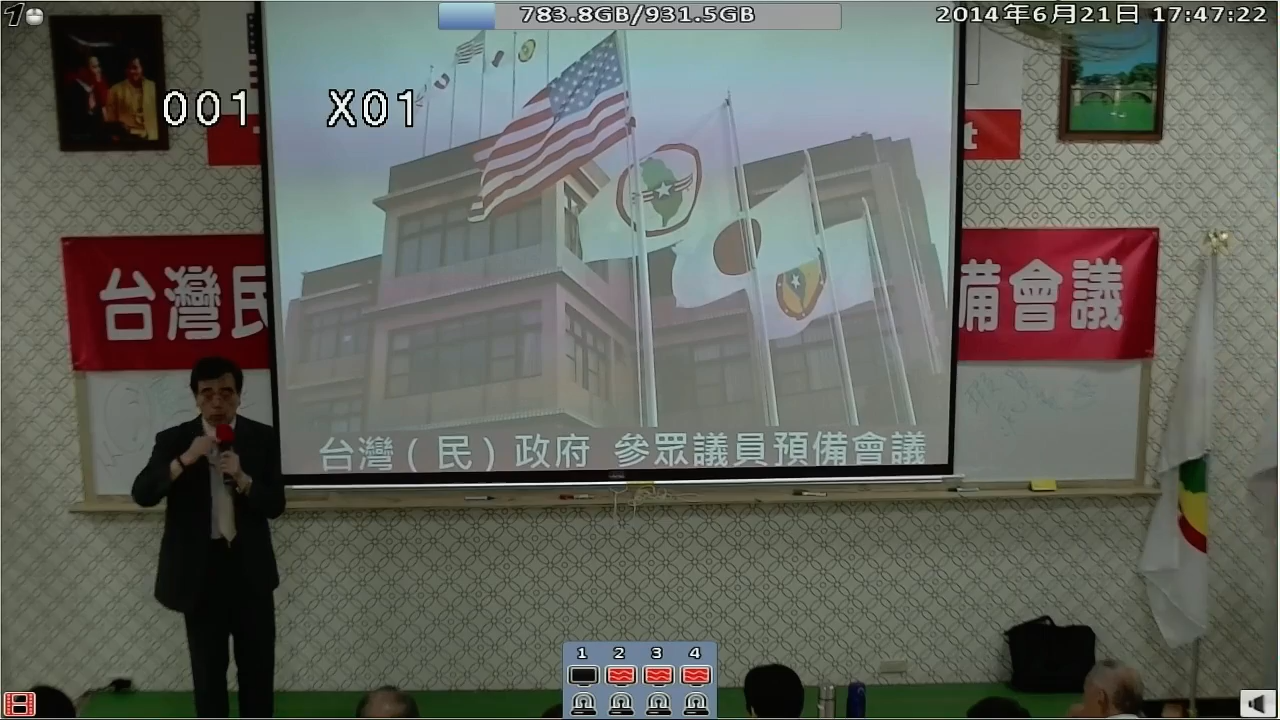 1
783.8GB/931.5GB
2014年6月21日 17:47:22
001 X01
t
台灣民
備會議
台灣（民）政府 參眾議員預備會議
1 2 3 4